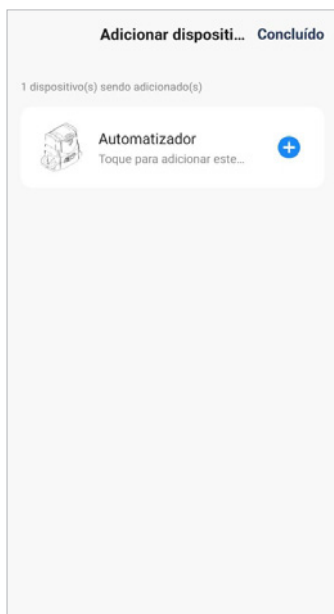 Adicionar dispositi... Concluído
1 dispositivo(s) sendo adicionado(s)
Automatizador
Toque para adicionar este...